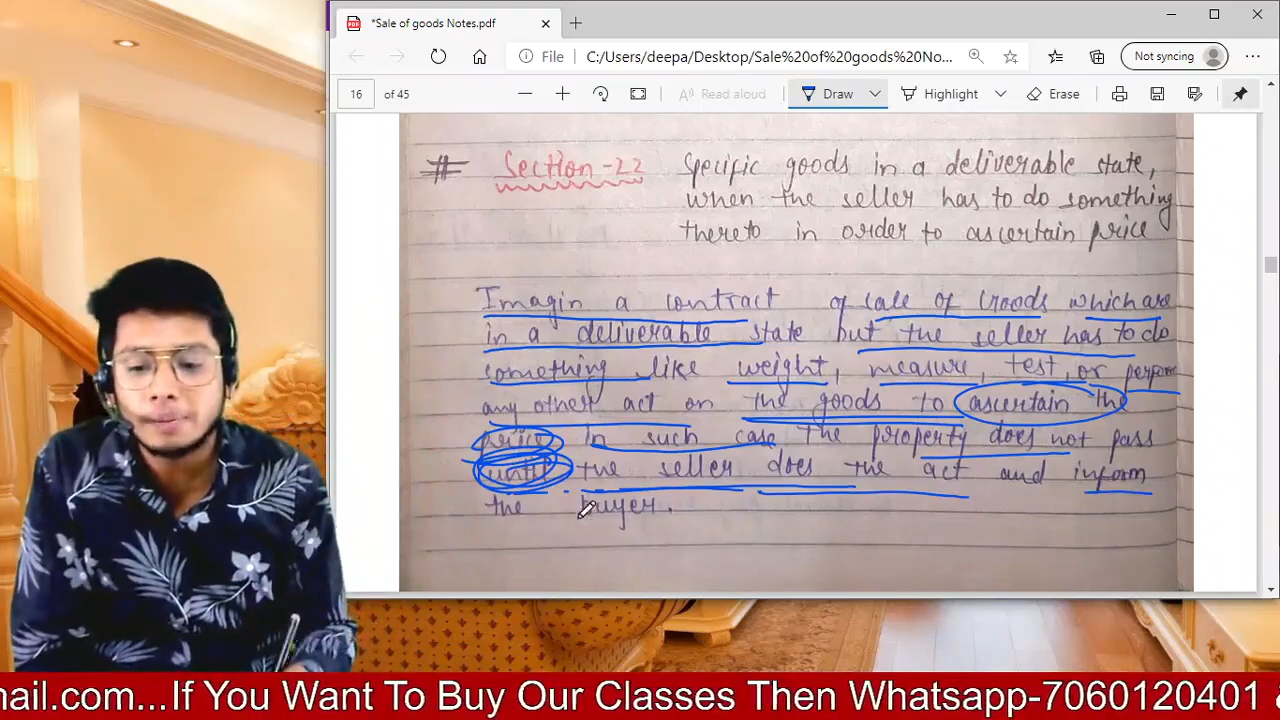 *Sale of goods Notes.pdf
File
C:/Users/deepa/Desktop/Sale%20of%20goods%20No...
Not syncing
16 of 45
Read aloud
Draw
Highlight
Erase
# Section-22 Specific goods in a deliverable state,
when the seller has to do something
thereto in order to ascertain price
Imagin a contract of sale of Goods which are
in a deliverable state but the seller has to do
something like weight, measure, test, or perform
any other act on the goods to ascertain the
price in such case the property does not pass
until the seller does the act and inform
the buyer.
mail.com...If You Want To Buy Our Classes Then Whatsapp-7060120401